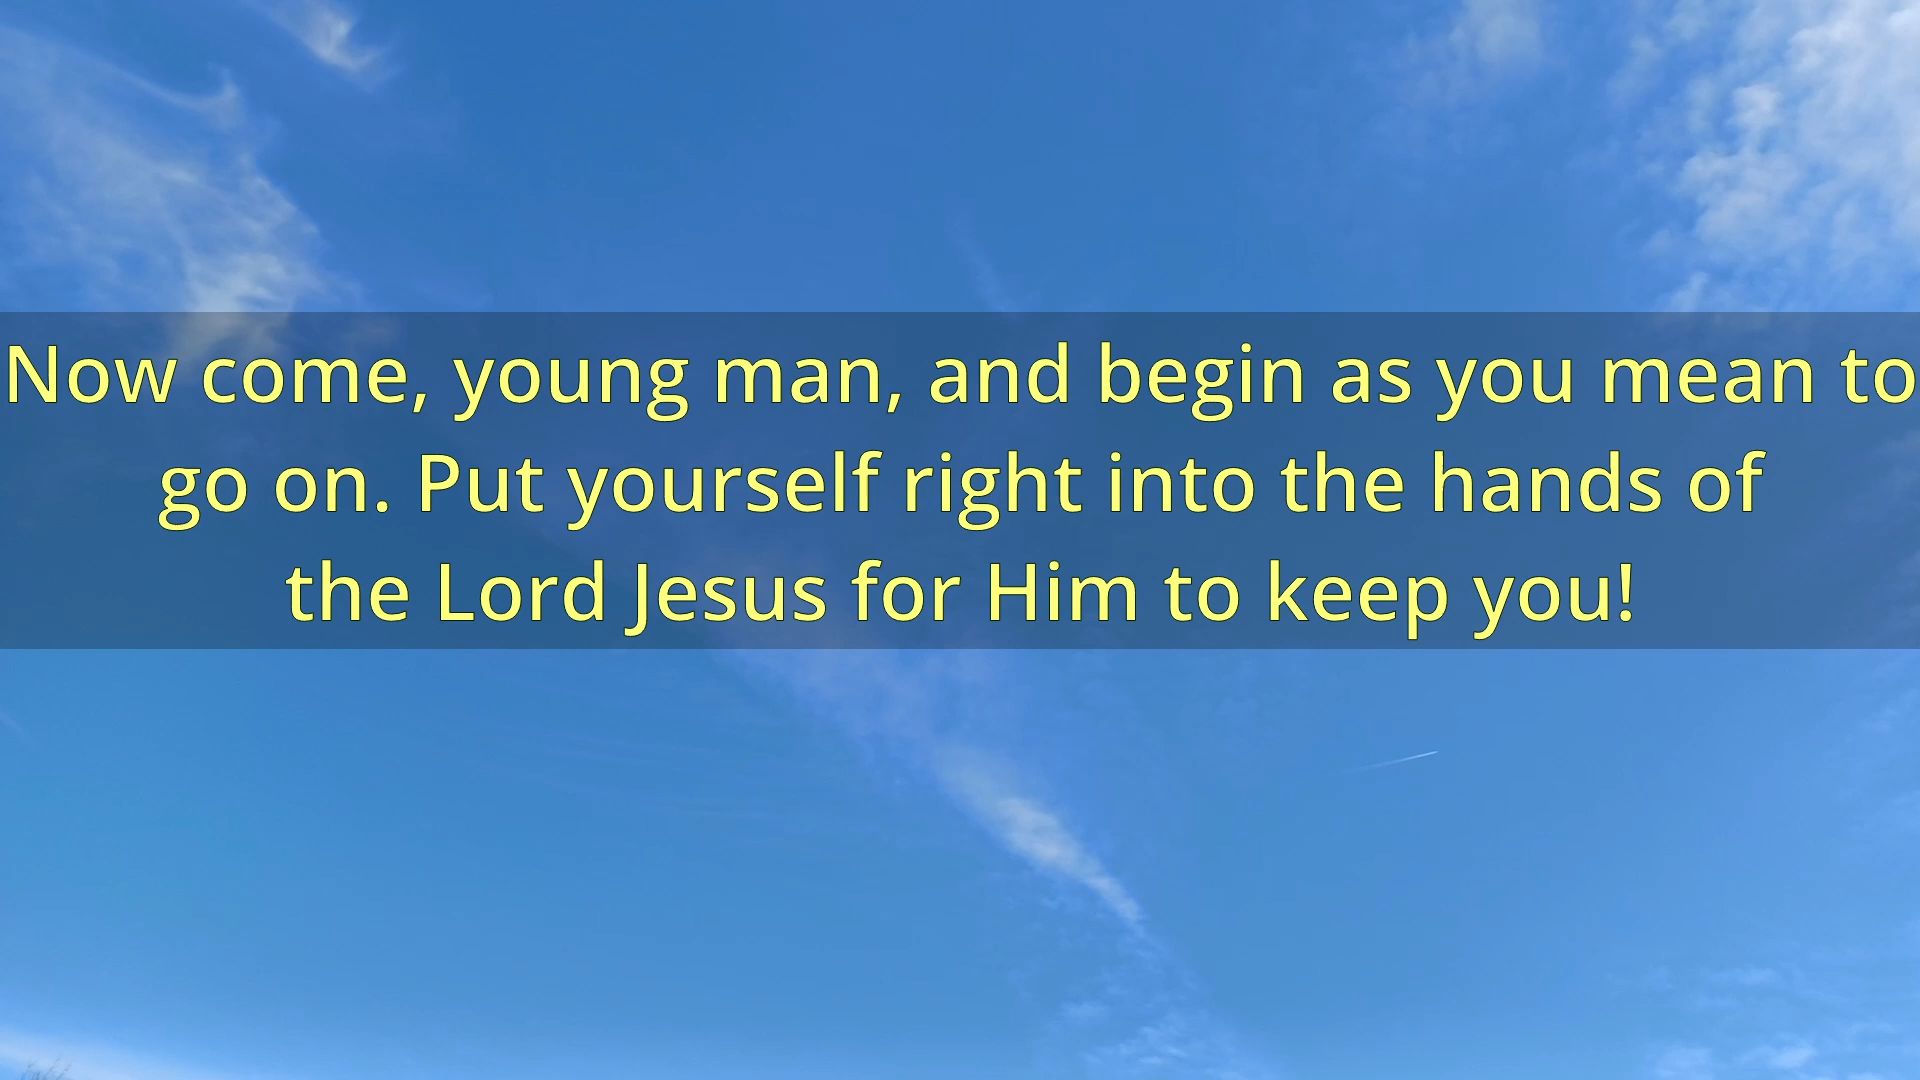 Now come, young man, and begin as you mean to
go on. Put yourself right into the hands of
the Lord Jesus for Him to keep you!